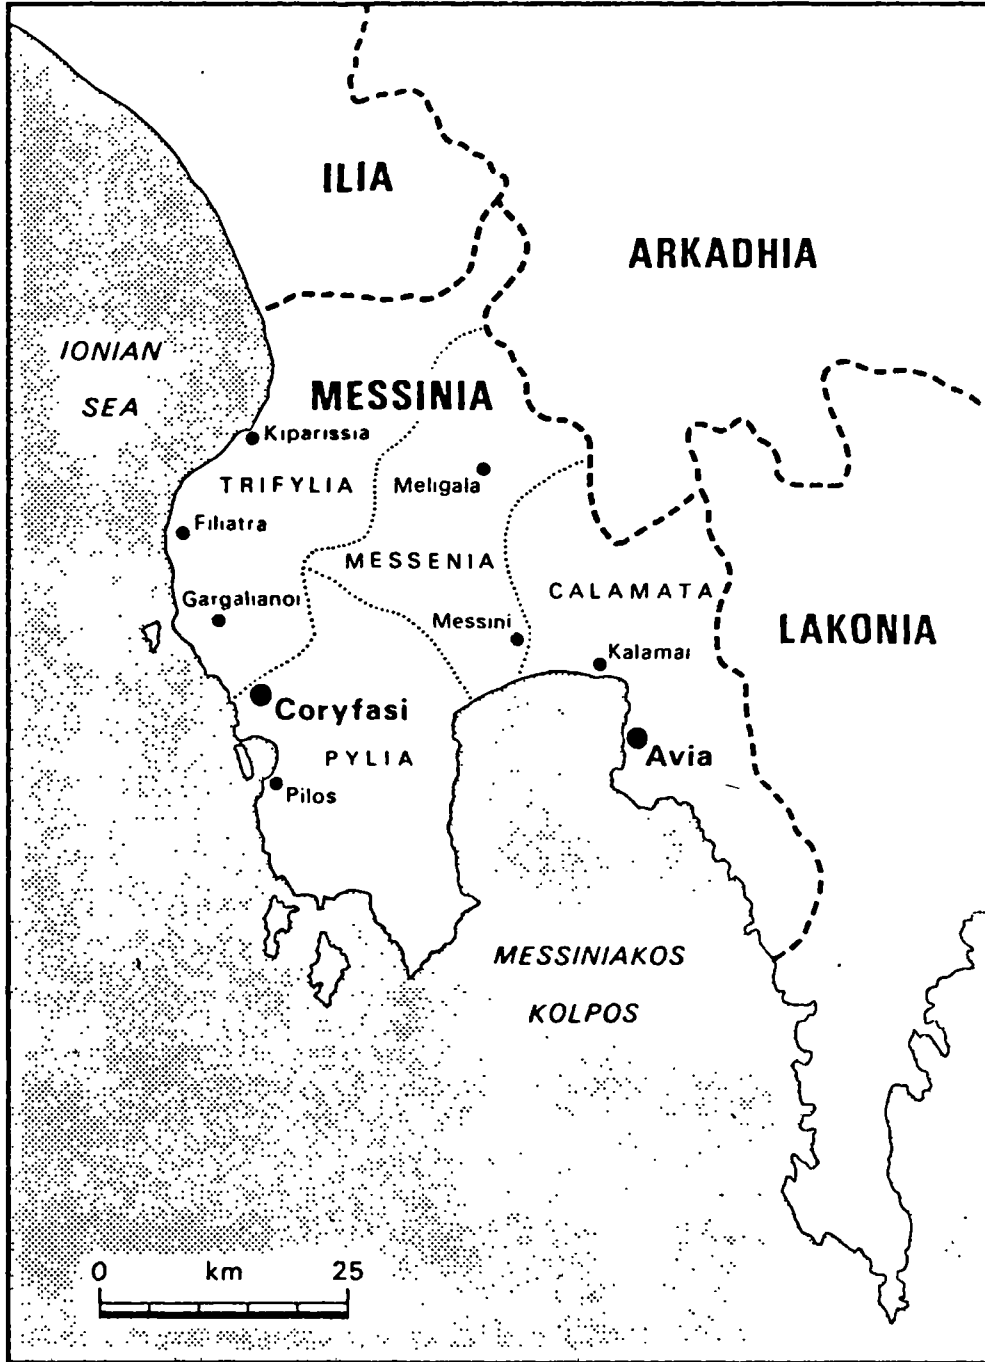 ILIA
ARKADHIA
IONIAN
SEA
MESSINIA
Kiparissia
TRIFYLIA
Meligala
Filiatra
MESSENIA
CALAMATA
Gargalianoi
Messini
LAKONIA
Kalamai
Coryfasi
Avia
PYLIA
Pilos
MESSINIAKOS
KOLPOS
0 km 25